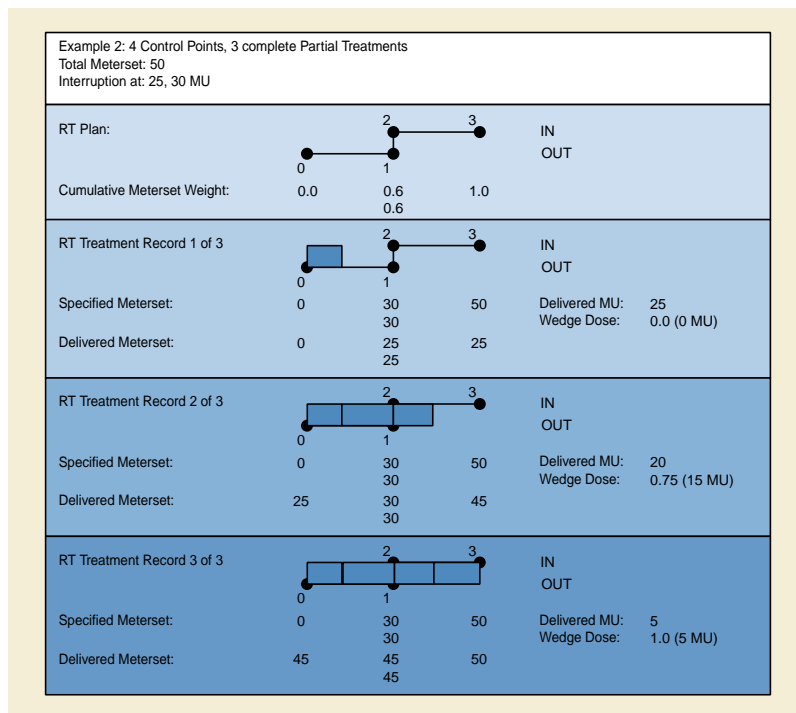 Example 2: 4 Control Points, 3 complete Partial Treatments
Total Meterset: 50
Interruption at: 25, 30 MU
2 3
RT Plan: IN
OUT
0 1
Cumulative Meterset Weight: 0.0 0.6 1.0
0.6
2 3
RT Treatment Record 1 of 3 IN
OUT
0 1
Specified Meterset: 0 30 50 Delivered MU: 25
30 Wedge Dose: 0.0 (0 MU)
Delivered Meterset: 0 25 25
25
2 3
RT Treatment Record 2 of 3 IN
OUT
0 1
Specified Meterset: 0 30 50 Delivered MU: 20
30 Wedge Dose: 0.75 (15 MU)
Delivered Meterset: 25 30 45
30
2 3
RT Treatment Record 3 of 3 IN
OUT
0 1
Specified Meterset: 0 30 50 Delivered MU: 5
30 Wedge Dose: 1.0 (5 MU)
Delivered Meterset: 45 45 50
45